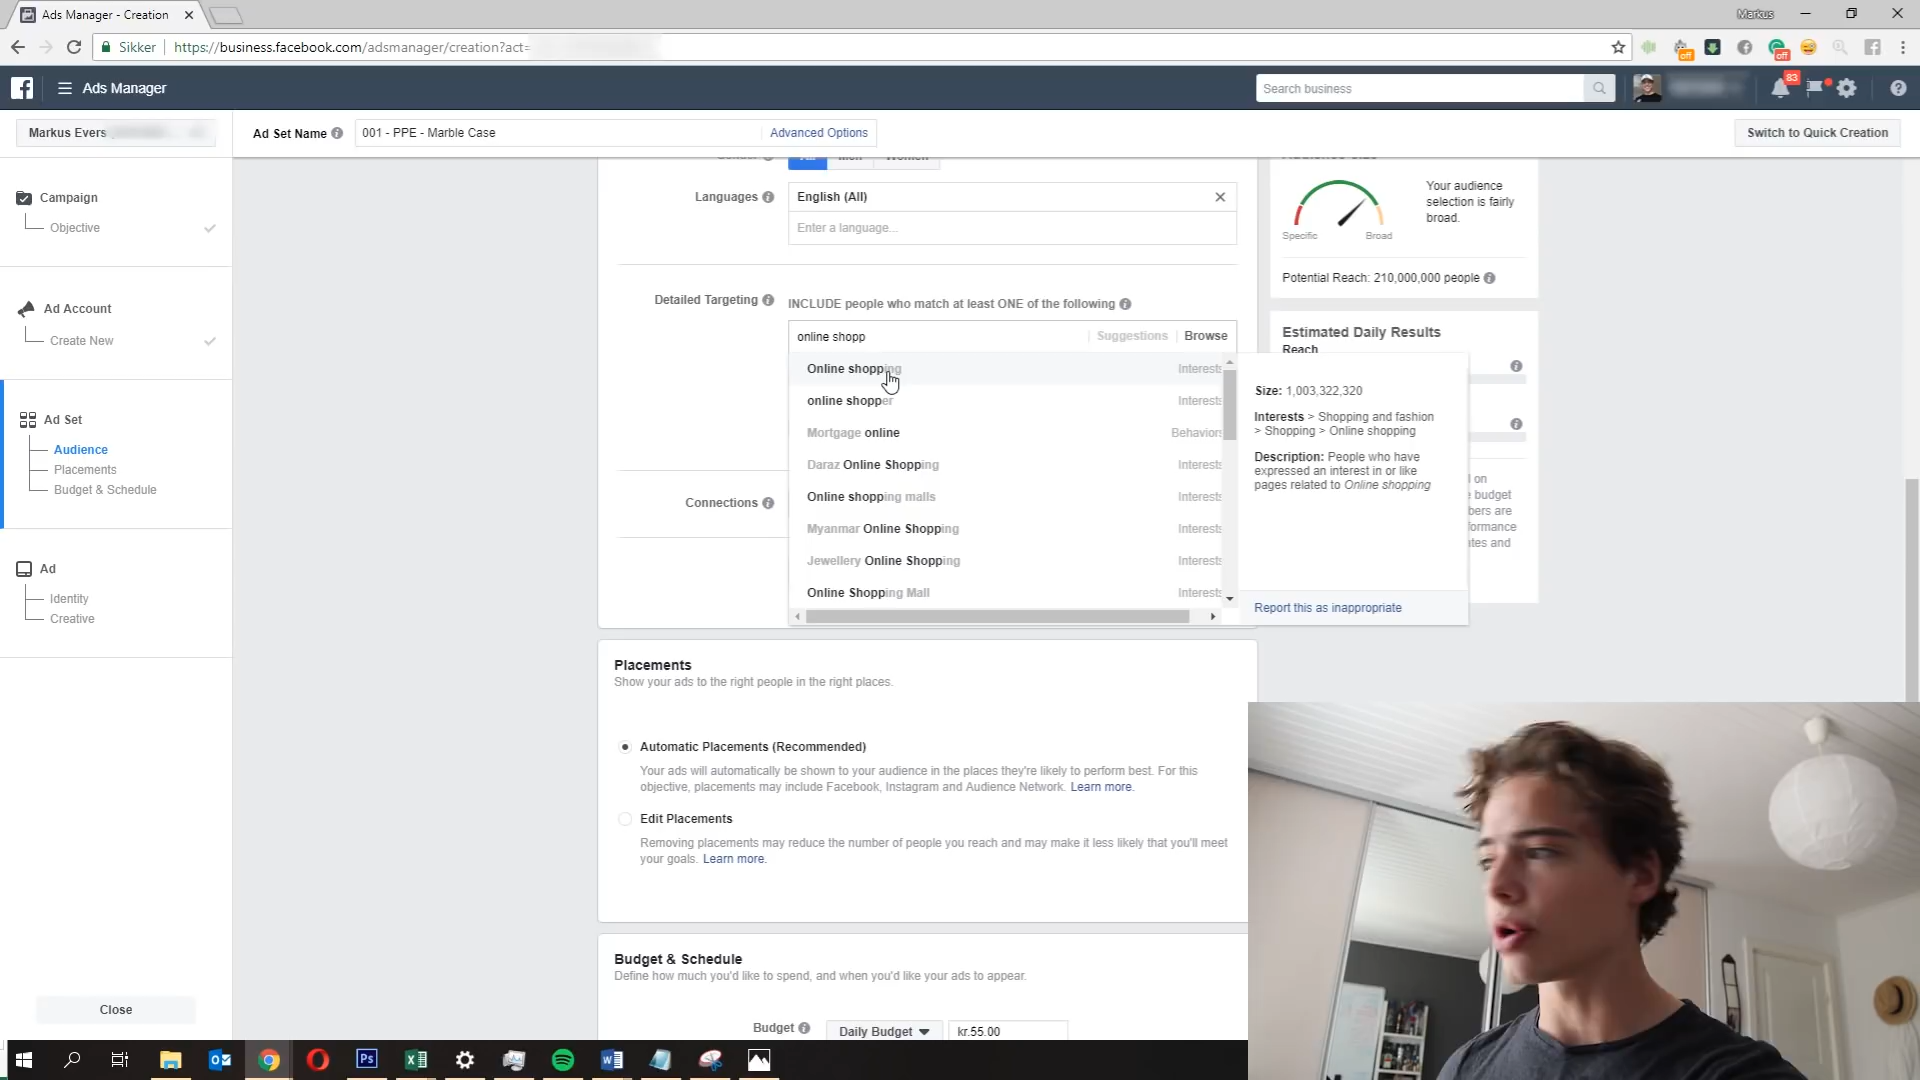 Ads Manager - Creation
Markus
Sikker
https://business.facebook.com/adsmanager/creation?act=
off
off
Ads Manager
Search business
83
Markus Evers
Ad Set Name
001 - PPE - Marble Case
Advanced Options
Switch to Quick Creation
Campaign
Objective
Ad Account
Create New
Ad Set
Audience
Placements
Budget & Schedule
Ad
Identity
Creative
Close
Languages
English (All)
Enter a language...
Detailed Targeting
INCLUDE people who match at least ONE of the following
online shopp
Suggestions
Browse
Online shopping
Interests
online shopper
Interests
Mortgage online
Behaviors
Daraz Online Shopping
Interests
Online shopping malls
Interests
Myanmar Online Shopping
Interests
Jewellery Online Shopping
Interests
Online Shopping Mall
Interests
Connections
Size: 1,003,322,320
Interests > Shopping and fashion
> Shopping > Online shopping
Description: People who have
expressed an interest in or like
pages related to Online shopping
Report this as inappropriate
Your audience
selection is fairly
broad.
Specific
Broad
Potential Reach: 210,000,000 people
Estimated Daily Results
Reach
on
budget
Placements
Show your ads to the right people in the right places.
Automatic Placements (Recommended)
Your ads will automatically be shown to your audience in the places they're likely to perform best. For this
objective, placements may include Facebook, Instagram and Audience Network. Learn more.
Edit Placements
Removing placements may reduce the number of people you reach and may make it less likely that you'll meet
your goals. Learn more.
Budget & Schedule
Define how much you'd like to spend, and when you'd like your ads to appear.
Budget
Daily Budget
kr.55.00